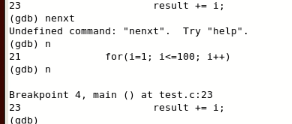 23                      result += i;
(gdb) nenxt
Undefined command: "nenxt".  Try "help".
(gdb) n
21              for(i=1; i<=100; i++)
(gdb) n

Breakpoint 4, main () at test.c:23
23                      result += i;
(gdb)